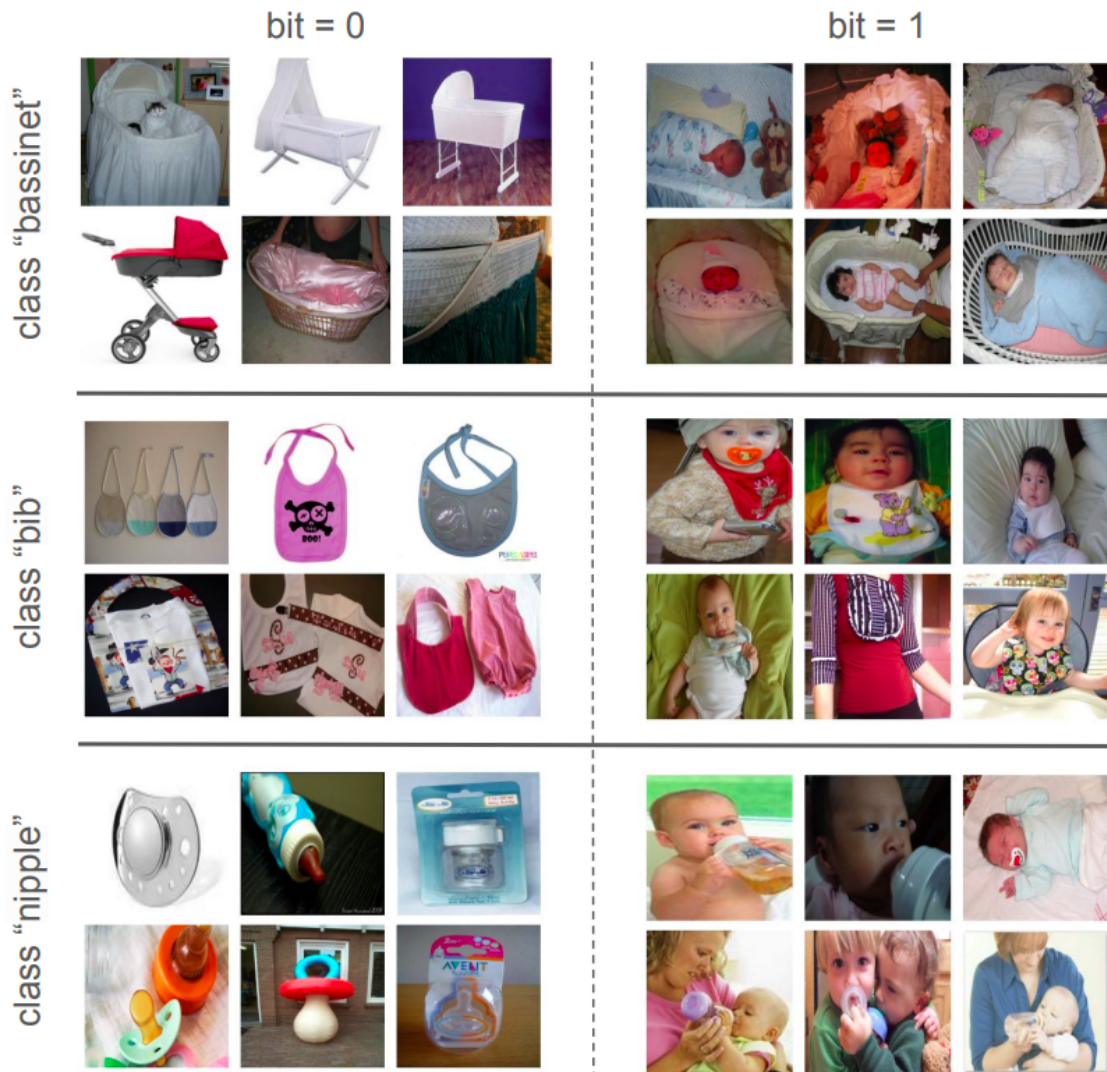 bit = 0
bit = 1
class “bassinet”
class “bib”
BOO!
class “nipple”
AVENT